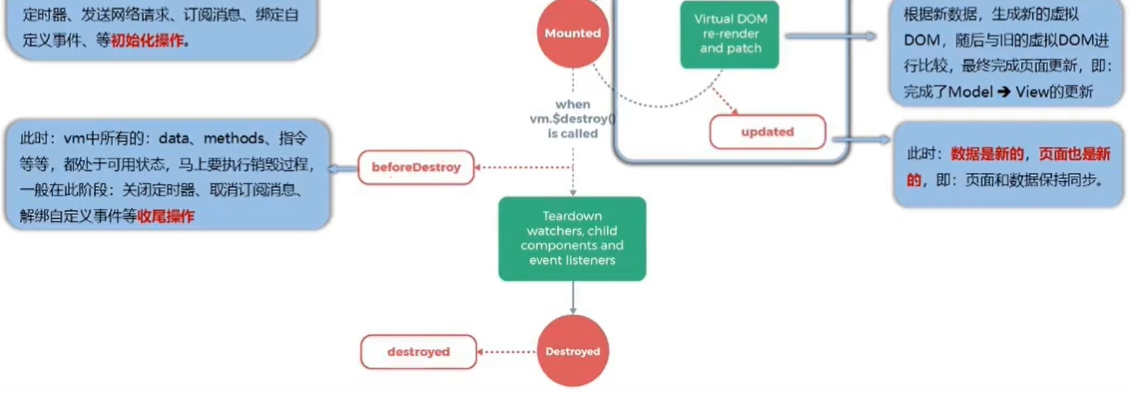 定时器、发送网络请求、订阅消息、绑定自
定义事件、等初始化操作。
Mounted
Virtual DOM
re-render
and patch
根据新数据，生成新的虚拟
DOM，随后与旧的虚拟DOM进
行比较，最终完成页面更新，即：
完成了Model ➔ View的更新
when
vm.$destroy()
is called
updated
此时：数据是新的，页面也是新
的，即：页面和数据保持同步。
此时：vm中所有的：data、methods、指令
等等，都处于可用状态，马上要执行销毁过程，
一般在此阶段：关闭定时器、取消订阅消息、
解绑自定义事件等收尾操作
beforeDestroy
Teardown
watchers, child
components and
event listeners
destroyed
Destroyed